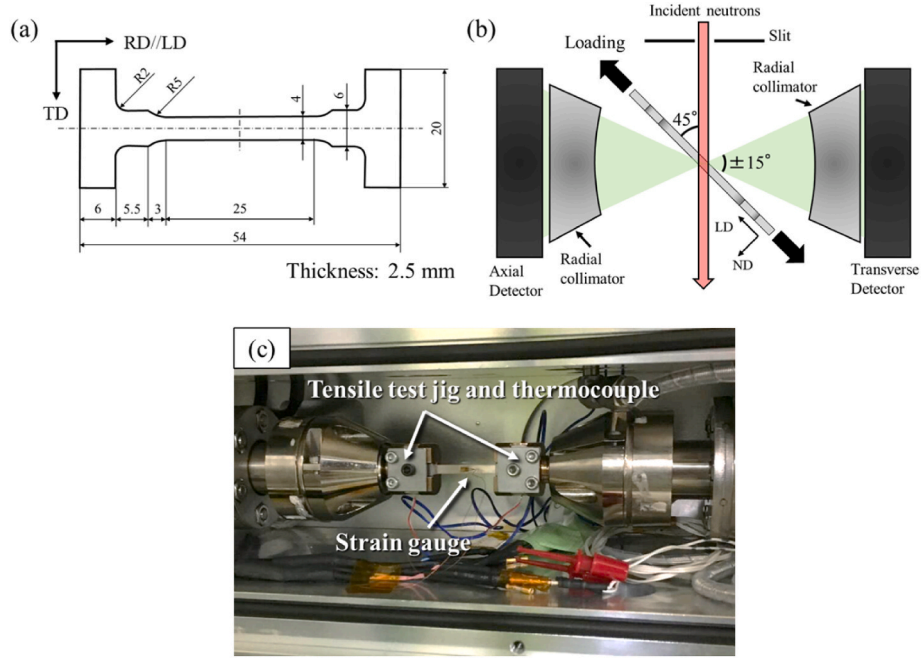 (a)
RD//LD
TD
R2
R5
4
6
20
6
5.5
3
25
54
Thickness: 2.5 mm
(b)
Incident neutrons
Slit
Loading
Radial
collimator
45°
±15°
LD
ND
Axial
Detector
Radial
collimator
Transverse
Detector
(c)
Tensile test jig and thermocouple
Strain gauge